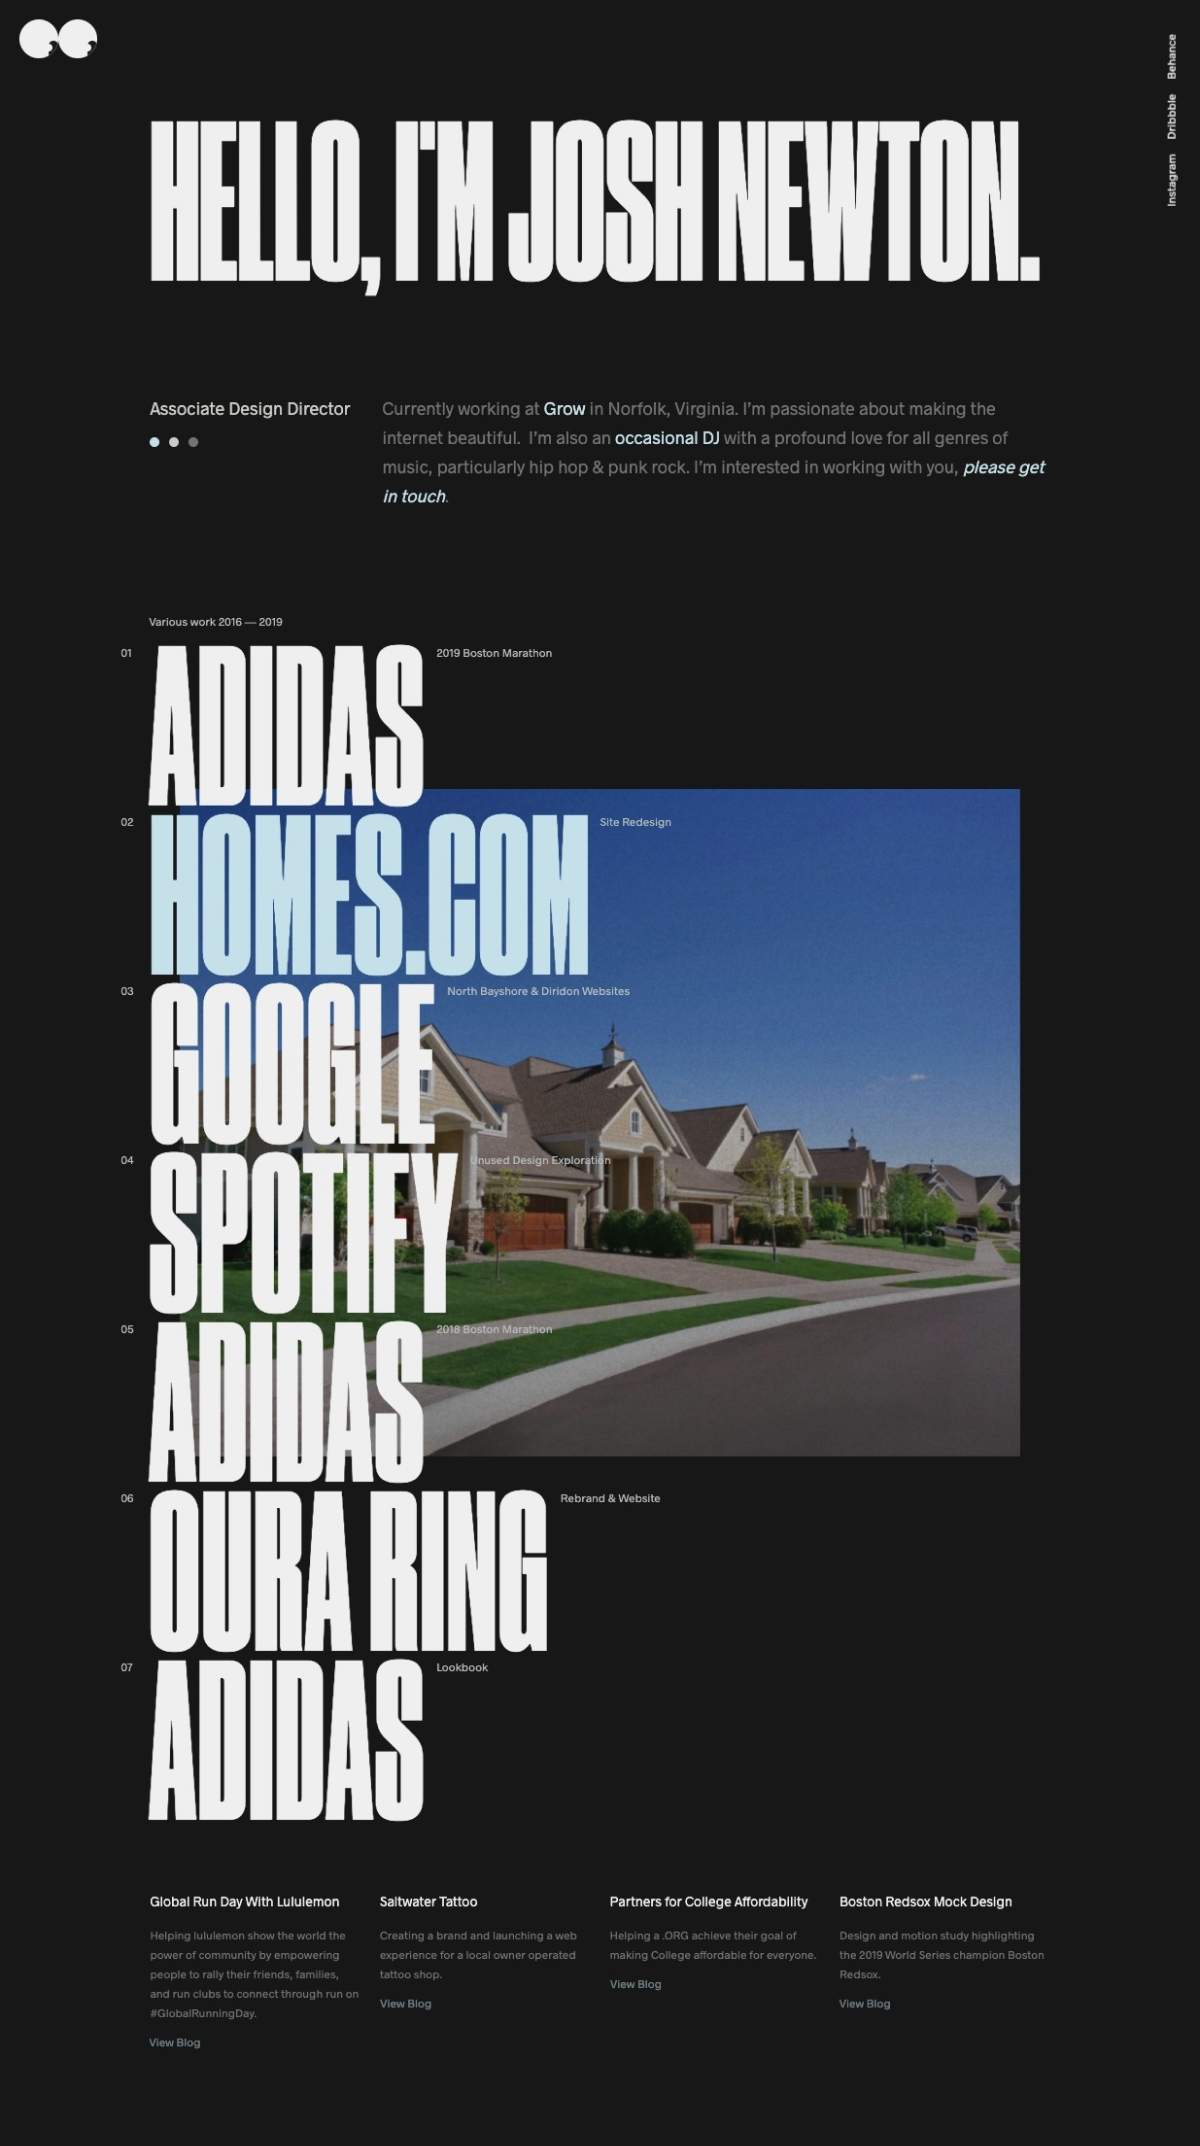 Behance
Dribbble
Instagram
HELLO, I'M JOSH NEWTON.
Associate Design Director
Currently working at Grow in Norfolk, Virginia. I'm passionate about making the
internet beautiful.  I'm also an occasional DJ with a profound love for all genres of
music, particularly hip hop & punk rock. I'm interested in working with you, please get
in touch.
Various work 2016 — 2019
01 ADIDAS 2019 Boston Marathon
02 HOMES.COM Site Redesign
03 GOOGLE North Bayshore & Diridon Websites
04 SPOTIFY Unused Design Exploration
05 ADIDAS 2018 Boston Marathon
06 OURA RING Rebrand & Website
07 ADIDAS Lookbook
Global Run Day With Lululemon
Helping lululemon show the world the
power of community by empowering
people to rally their friends, families,
and run clubs to connect through run on
#GlobalRunningDay.
View Blog
Saltwater Tattoo
Creating a brand and launching a web
experience for a local owner operated
tattoo shop.
View Blog
Partners for College Affordability
Helping a .ORG achieve their goal of
making College affordable for everyone.
View Blog
Boston Redsox Mock Design
Design and motion study highlighting
the 2019 World Series champion Boston
Redsox.
View Blog